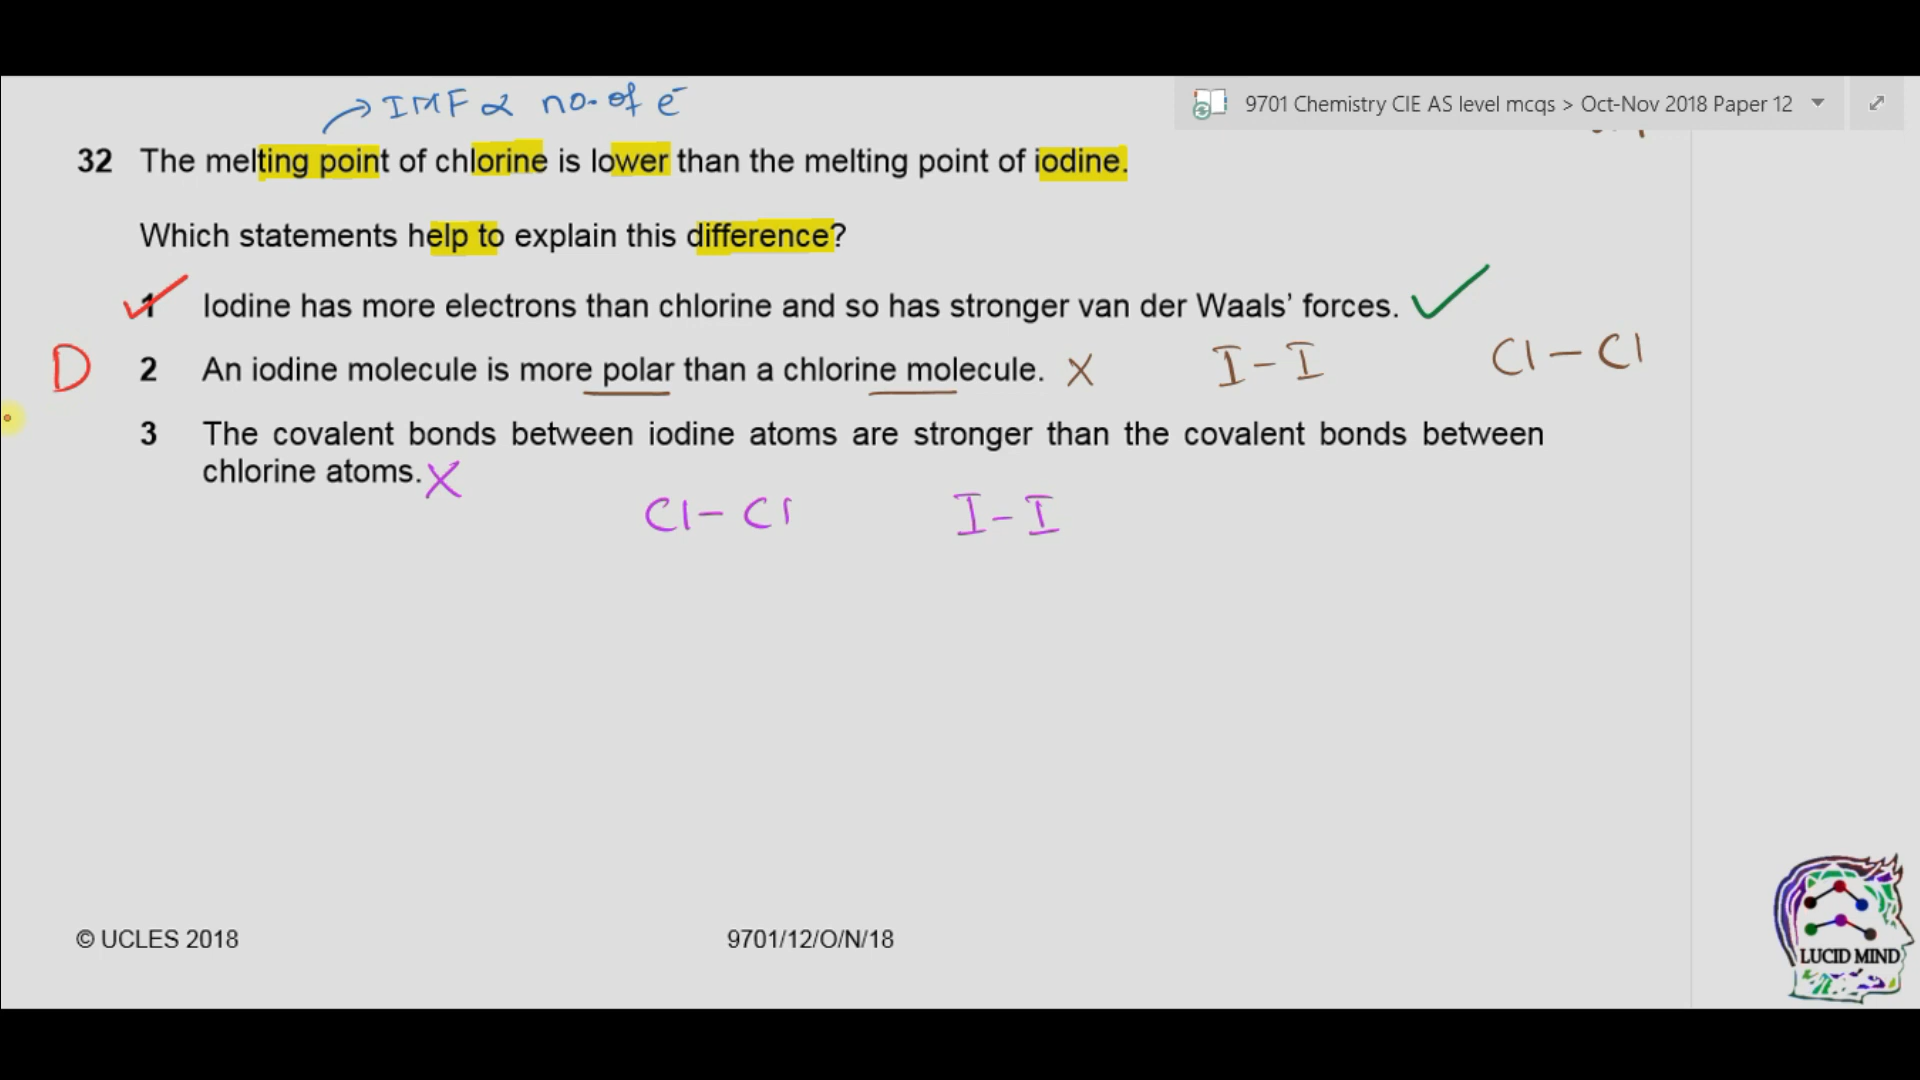 → IMF ∝ no. of e⁻
9701 Chemistry CIE AS level mcqs > Oct-Nov 2018 Paper 12
32 The melting point of chlorine is lower than the melting point of iodine.
Which statements help to explain this difference?
1 Iodine has more electrons than chlorine and so has stronger van der Waals’ forces. ✓
D 2 An iodine molecule is more polar than a chlorine molecule. X I – I Cl – Cl
3 The covalent bonds between iodine atoms are stronger than the covalent bonds between
chlorine atoms. X
Cl – Cl I – I
© UCLES 2018 9701/12/O/N/18
LUCID MIND